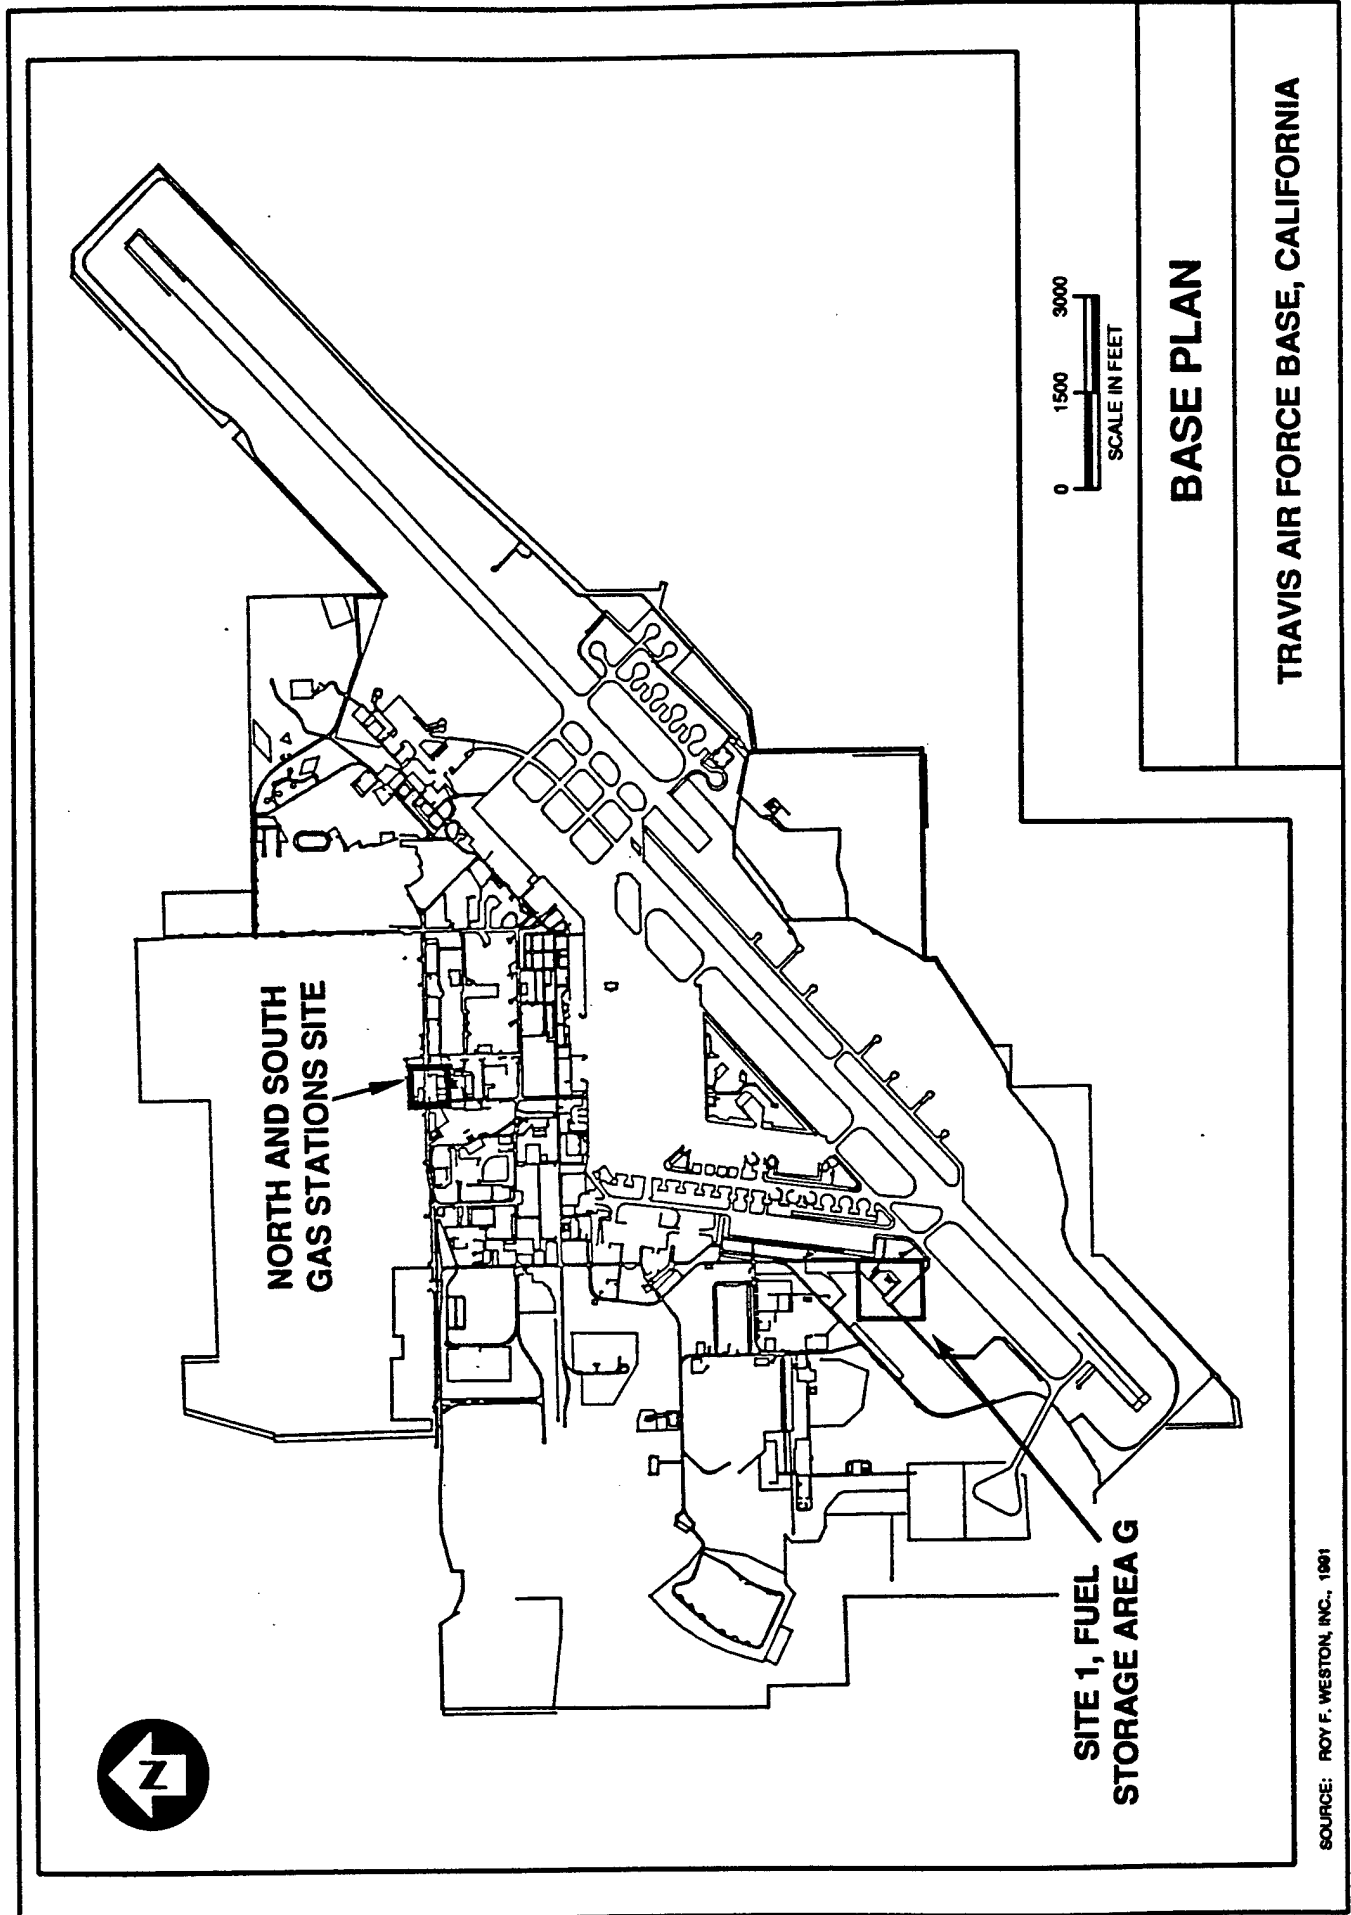 N
NORTH AND SOUTH
GAS STATIONS SITE
SITE 1, FUEL
STORAGE AREA G
0 1500 3000
SCALE IN FEET
BASE PLAN
TRAVIS AIR FORCE BASE, CALIFORNIA
SOURCE: ROY F. WESTON, INC., 1991